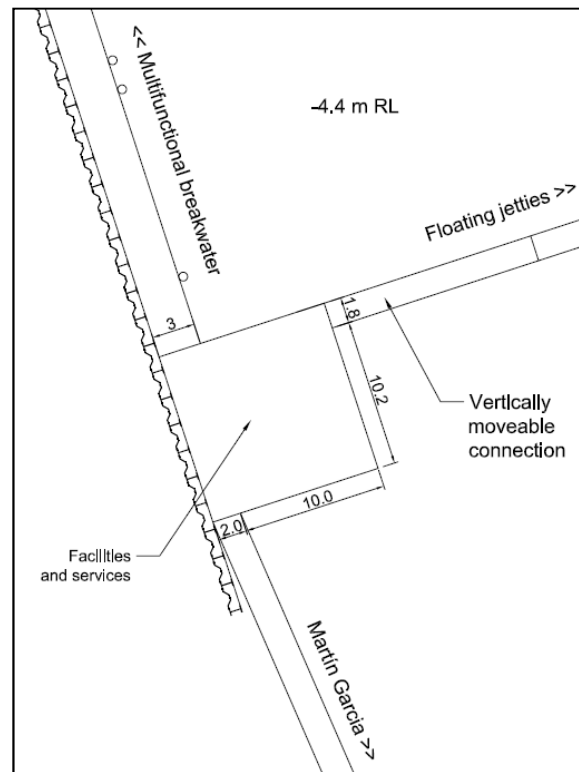 << Multifunctional breakwater
-4.4 m RL
Floating jetties >>
3
1.8
10.2
Vertically
moveable
connection
10.0
2.0
Facilities
and services
Martín Garcia >>